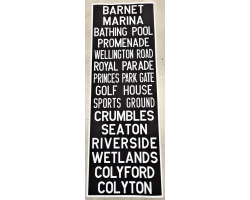 BARNET
MARINA
BATHING POOL
PROMENADE
WELLINGTON ROAD
ROYAL PARADE
PRINCES PARK GATE
GOLF HOUSE
SPORTS GROUND
CRUMBLES
SEATON
RIVERSIDE
WETLANDS
COLYFORD
COLYTON